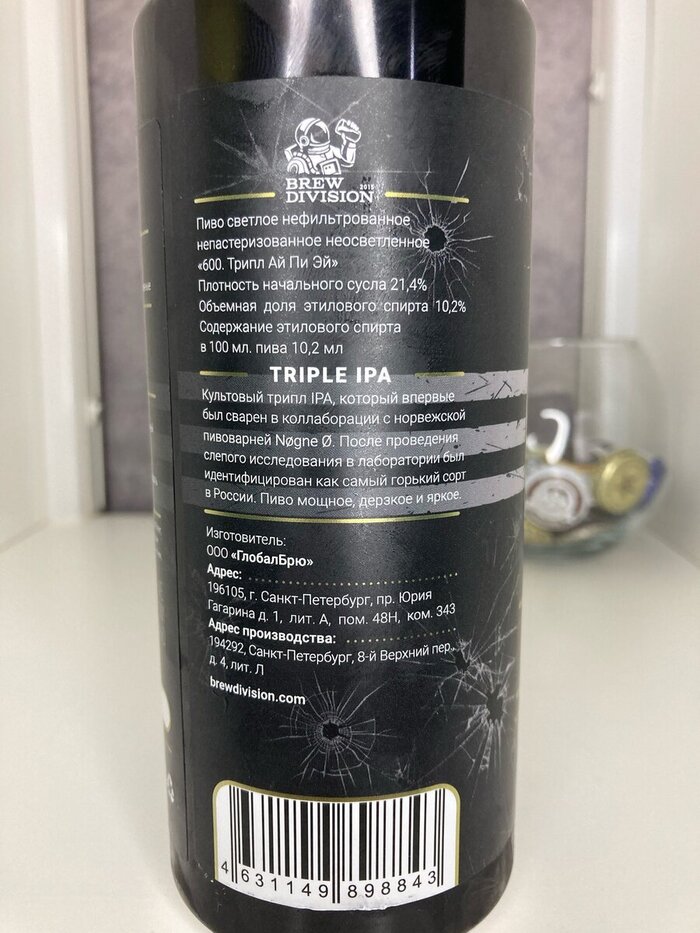 BREW
DIVISION 2015
Пиво светлое нефильтрованное
непастеризованное неосветленное
«600. Трипл Ай Пи Эй»
Плотность начального сусла 21,4%
Объемная доля этилового спирта 10,2%
Содержание этилового спирта
в 100 мл. пива 10,2 мл
TRIPLE IPA
Культовый трипл IPA, который впервые
был сварен в коллаборации с норвежской
пивоварней Nøgne Ø. После проведения
слепого исследования в лаборатории был
идентифицирован как самый горький сорт
в России. Пиво мощное, дерзкое и яркое.
Изготовитель:
ООО «ГлобалБрю»
Адрес:
196105, г. Санкт-Петербург, пр. Юрия
Гагарина д. 1, лит. А, пом. 48Н, ком. 343
Адрес производства:
194292, Санкт-Петербург, 8-й Верхний пер.,
д. 4, лит. Л
brewdivision.com
4 631149 898843